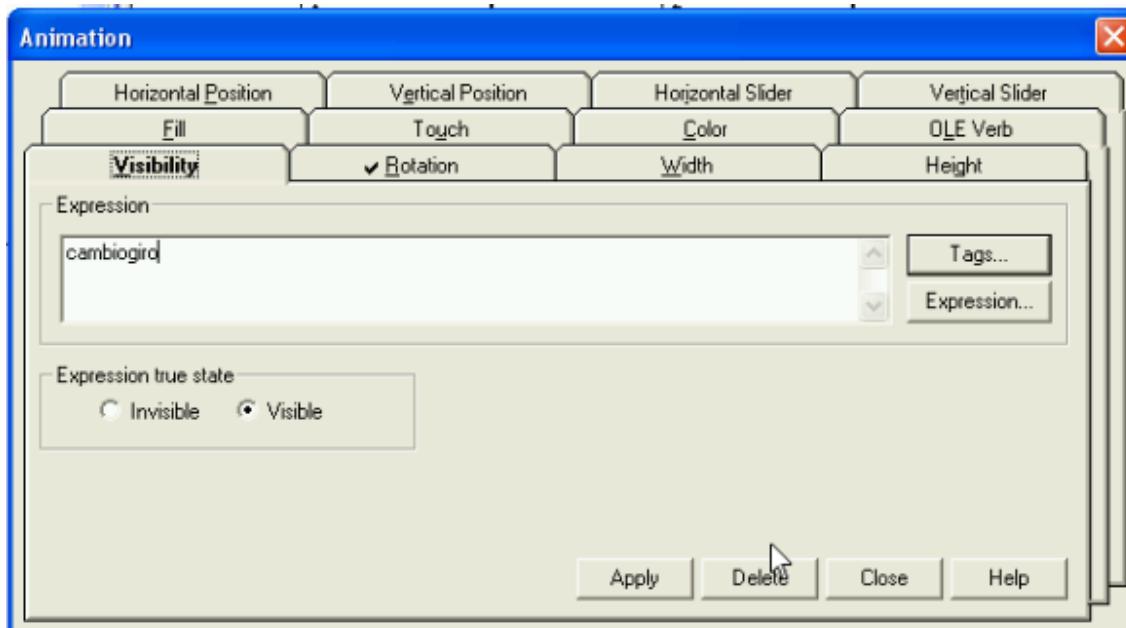 Animation
Horizontal Position Vertical Position Horizontal Slider Vertical Slider
Fill Touch Color OLE Verb
Visibility Rotation Width Height
Expression
cambiogiro
Tags...
Expression...
Expression true state
Invisible Visible
Apply Delete Close Help